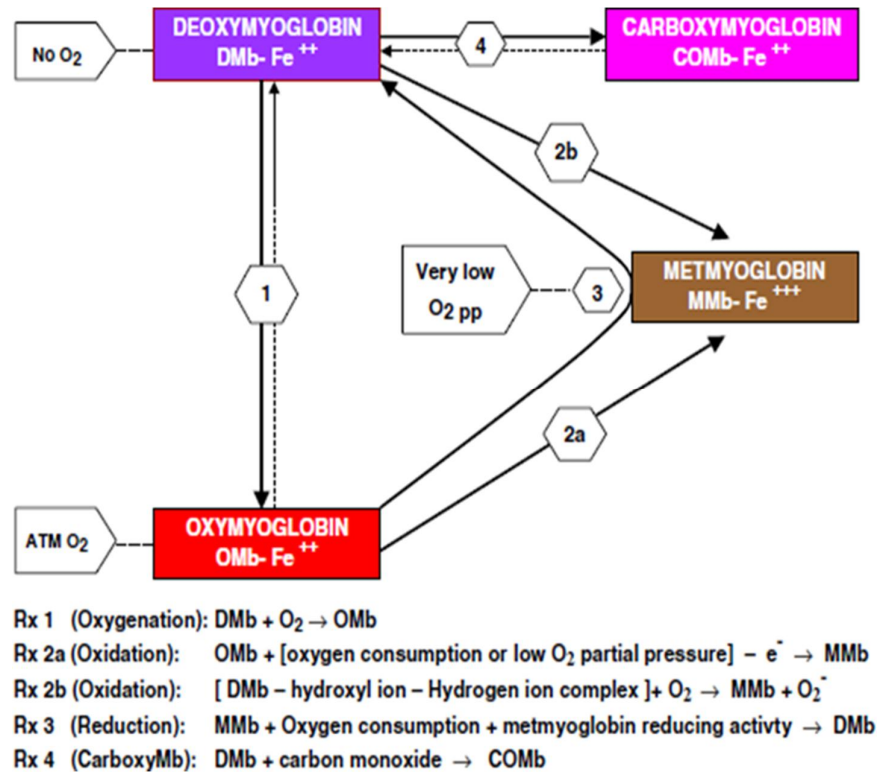 No O2
DEOXYMYOGLOBIN
DMb- Fe ++
4
CARBOXYMYOGLOBIN
COMb- Fe ++
2b
1
Very low
O2 pp
3
METMYOGLOBIN
MMb- Fe +++
2a
ATM O2
OXYMYOGLOBIN
OMb- Fe ++
Rx 1 (Oxygenation): DMb + O2 → OMb
Rx 2a (Oxidation): OMb + [oxygen consumption or low O2 partial pressure] – e- → MMb
Rx 2b (Oxidation): [ DMb – hydroxyl ion – Hydrogen ion complex ]+ O2 → MMb + O2-
Rx 3 (Reduction): MMb + Oxygen consumption + metmyoglobin reducing activty → DMb
Rx 4 (CarboxyMb): DMb + carbon monoxide → COMb